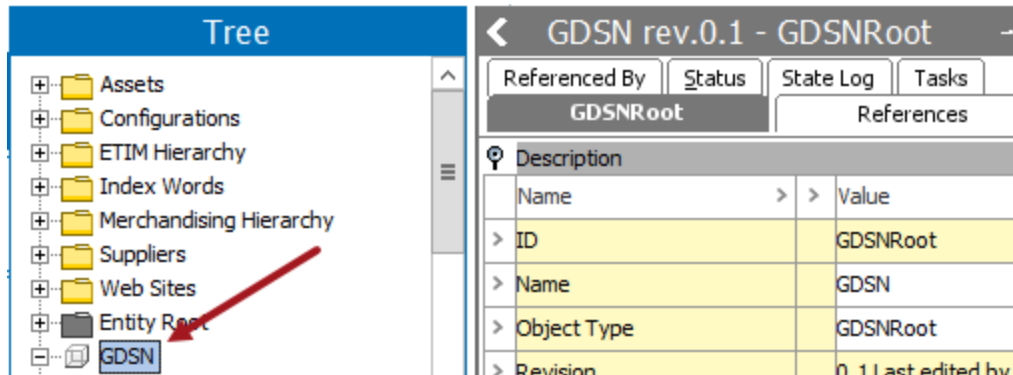 Tree
Assets
Configurations
ETIM Hierarchy
Index Words
Merchandising Hierarchy
Suppliers
Web Sites
Entity Root
GDSN
GDSN rev.0.1 - GDSNRoot
Referenced By Status State Log Tasks
GDSNRoot References
Description
Name > > Value
> ID GDSNRoot
> Name GDSN
> Object Type GDSNRoot
> Revision 0.1 Last edited by